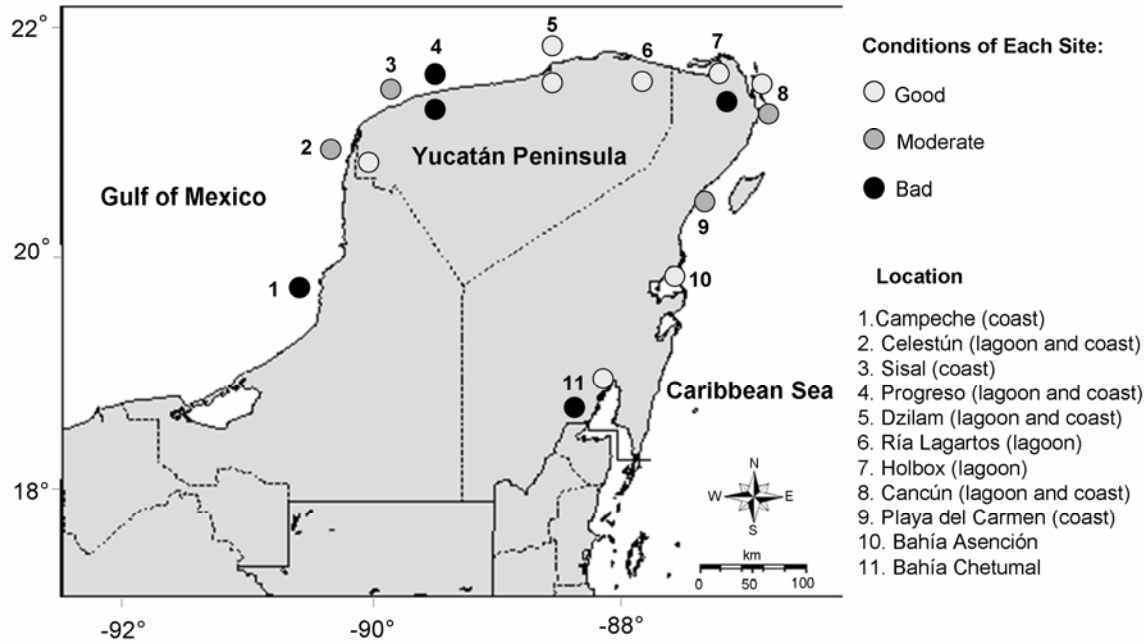 22°
20°
18°
-92°
-90°
-88°
1
2
3
4
5
6
7
8
9
10
11
Gulf of Mexico
Yucatán Peninsula
Caribbean Sea
N
W E
S
km
0 50 100
Conditions of Each Site:
Good
Moderate
Bad
Location
1.Campeche (coast)
2. Celestún (lagoon and coast)
3. Sisal (coast)
4. Progreso (lagoon and coast)
5. Dzilam (lagoon and coast)
6. Ría Lagartos (lagoon)
7. Holbox (lagoon)
8. Cancún (lagoon and coast)
9. Playa del Carmen (coast)
10. Bahía Asención
11. Bahía Chetumal